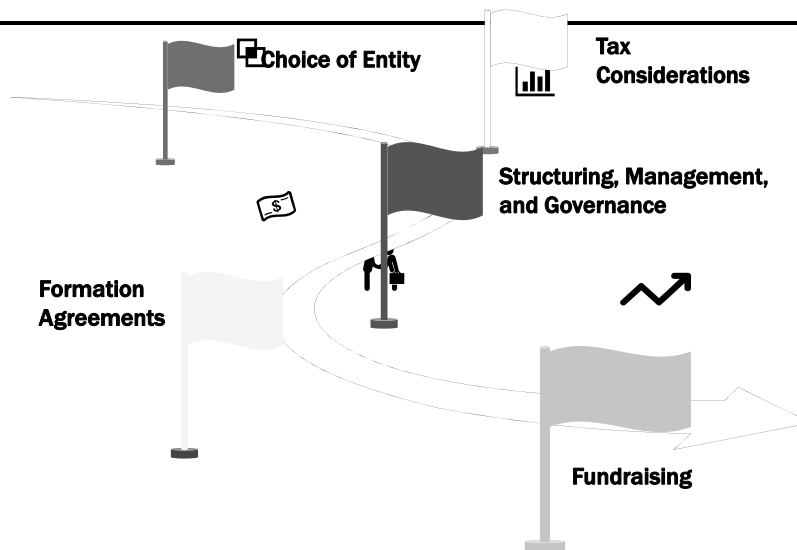 Choice of Entity
Tax
Considerations
Structuring, Management,
and Governance
$
Formation
Agreements
Fundraising